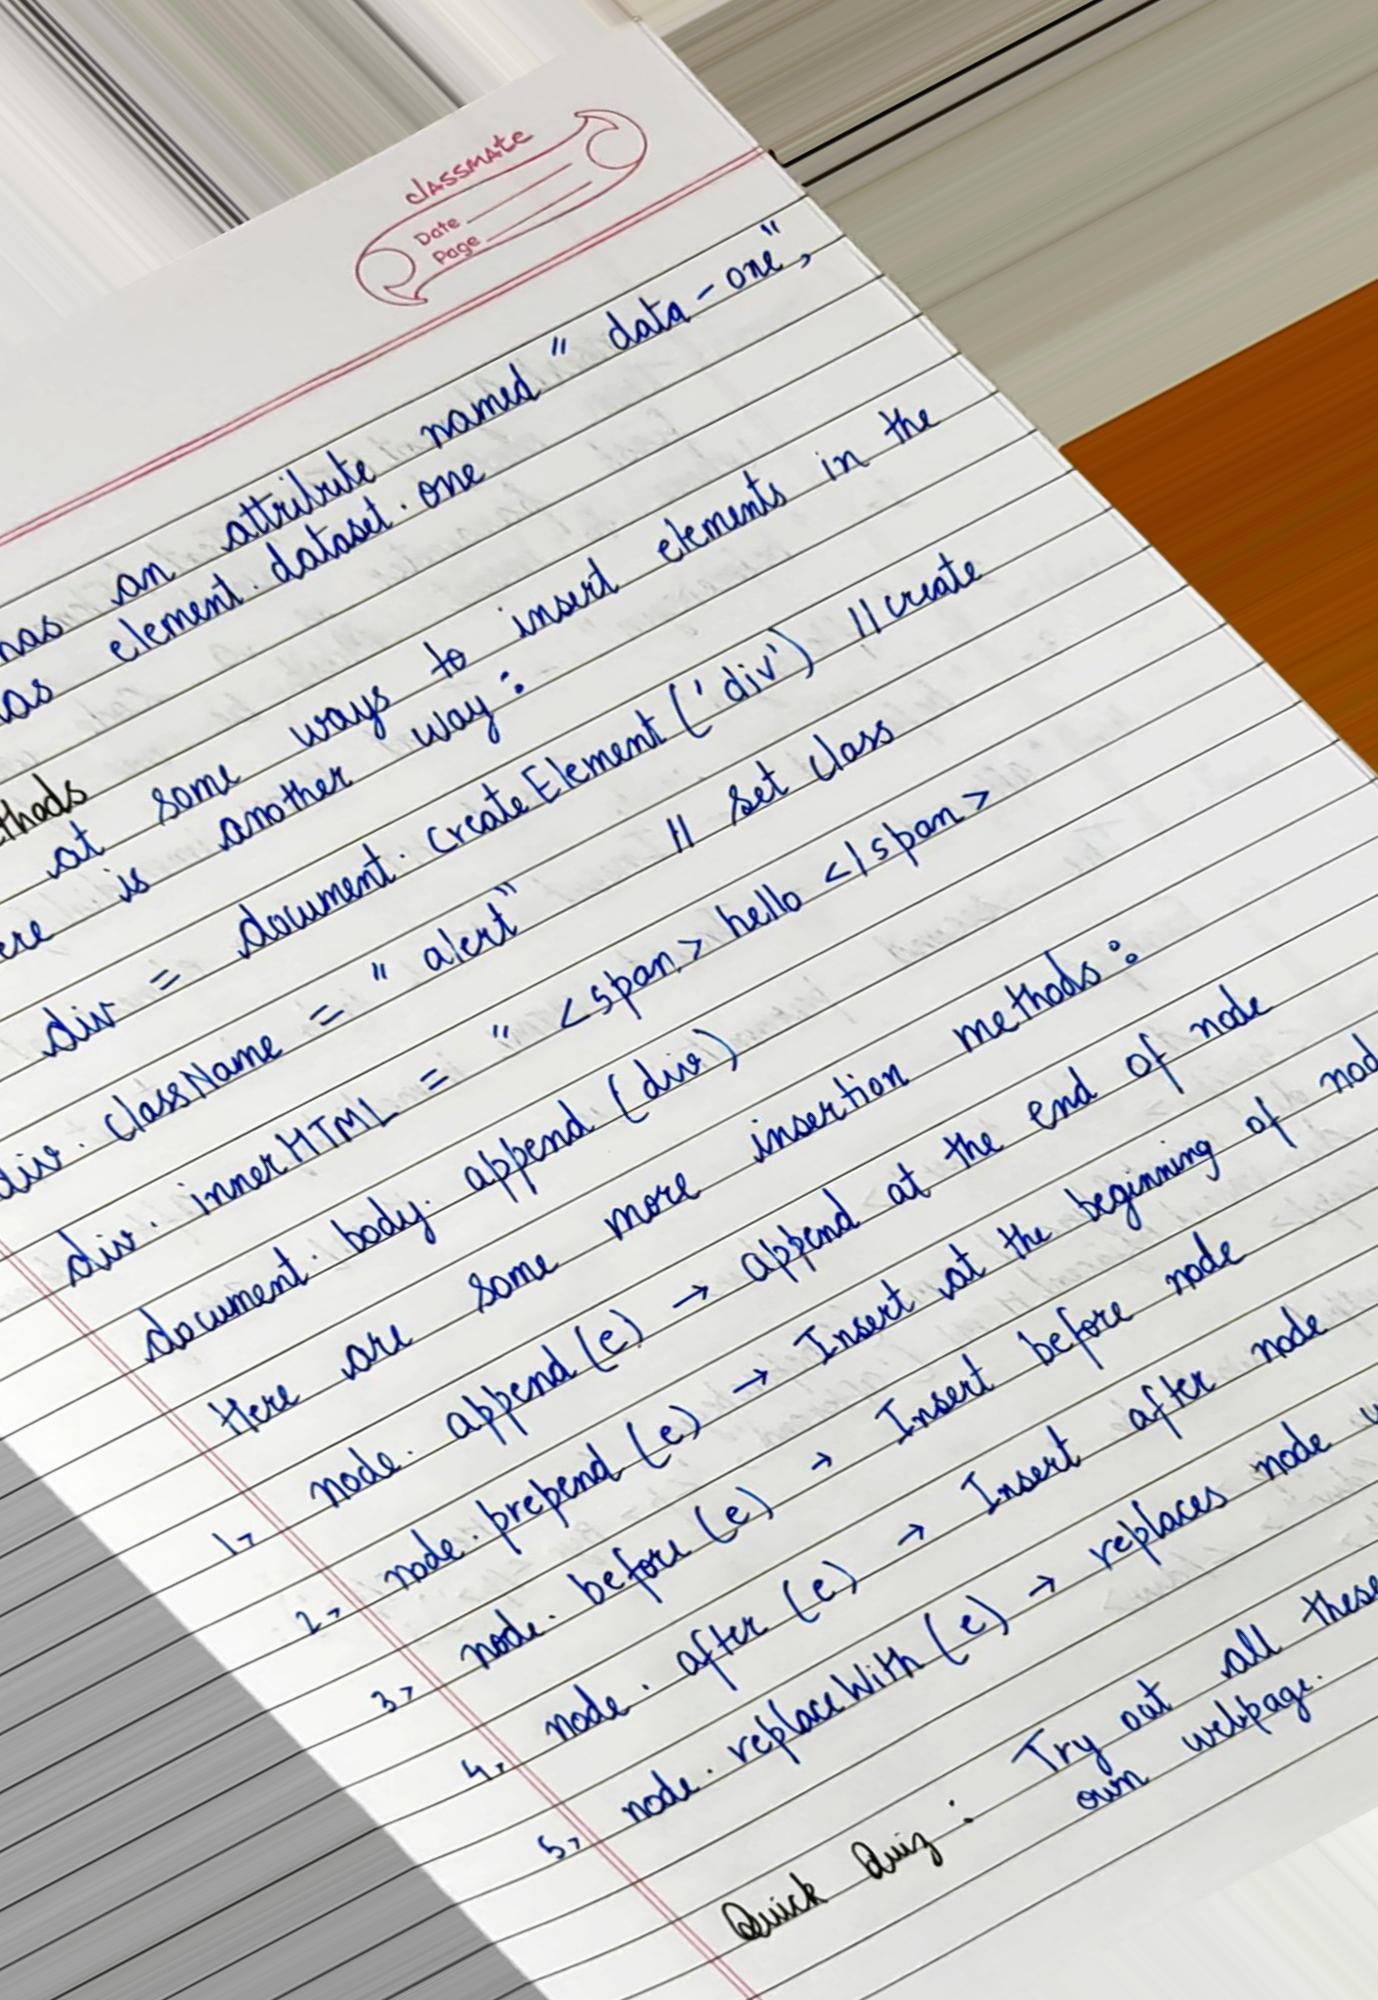 classmate
Date
Page
has an attribute named " data-one",
as element.dataset.one
thods
at some ways to insert elements in the
ere is another way:
div = document.createElement('div') // create
div.className = "alert" // set class
div.innerHTML = " <span> hello </span>
document.body.append(div)
Here are some more insertion methods:
1, node.append(e) → append at the end of node
2, node.prepend(e) → Insert at the beginning of nod
3, node.before(e) → Insert before node
4, node.after(e) → Insert after node
5, node.replaceWith(e) → replaces node
Quick Quiz: Try out all these
own webpage.